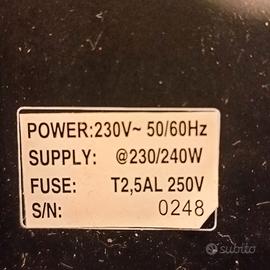 POWER:230V~ 50/60Hz
SUPPLY: @230/240W
FUSE: T2,5AL 250V
S/N: 0248
subito